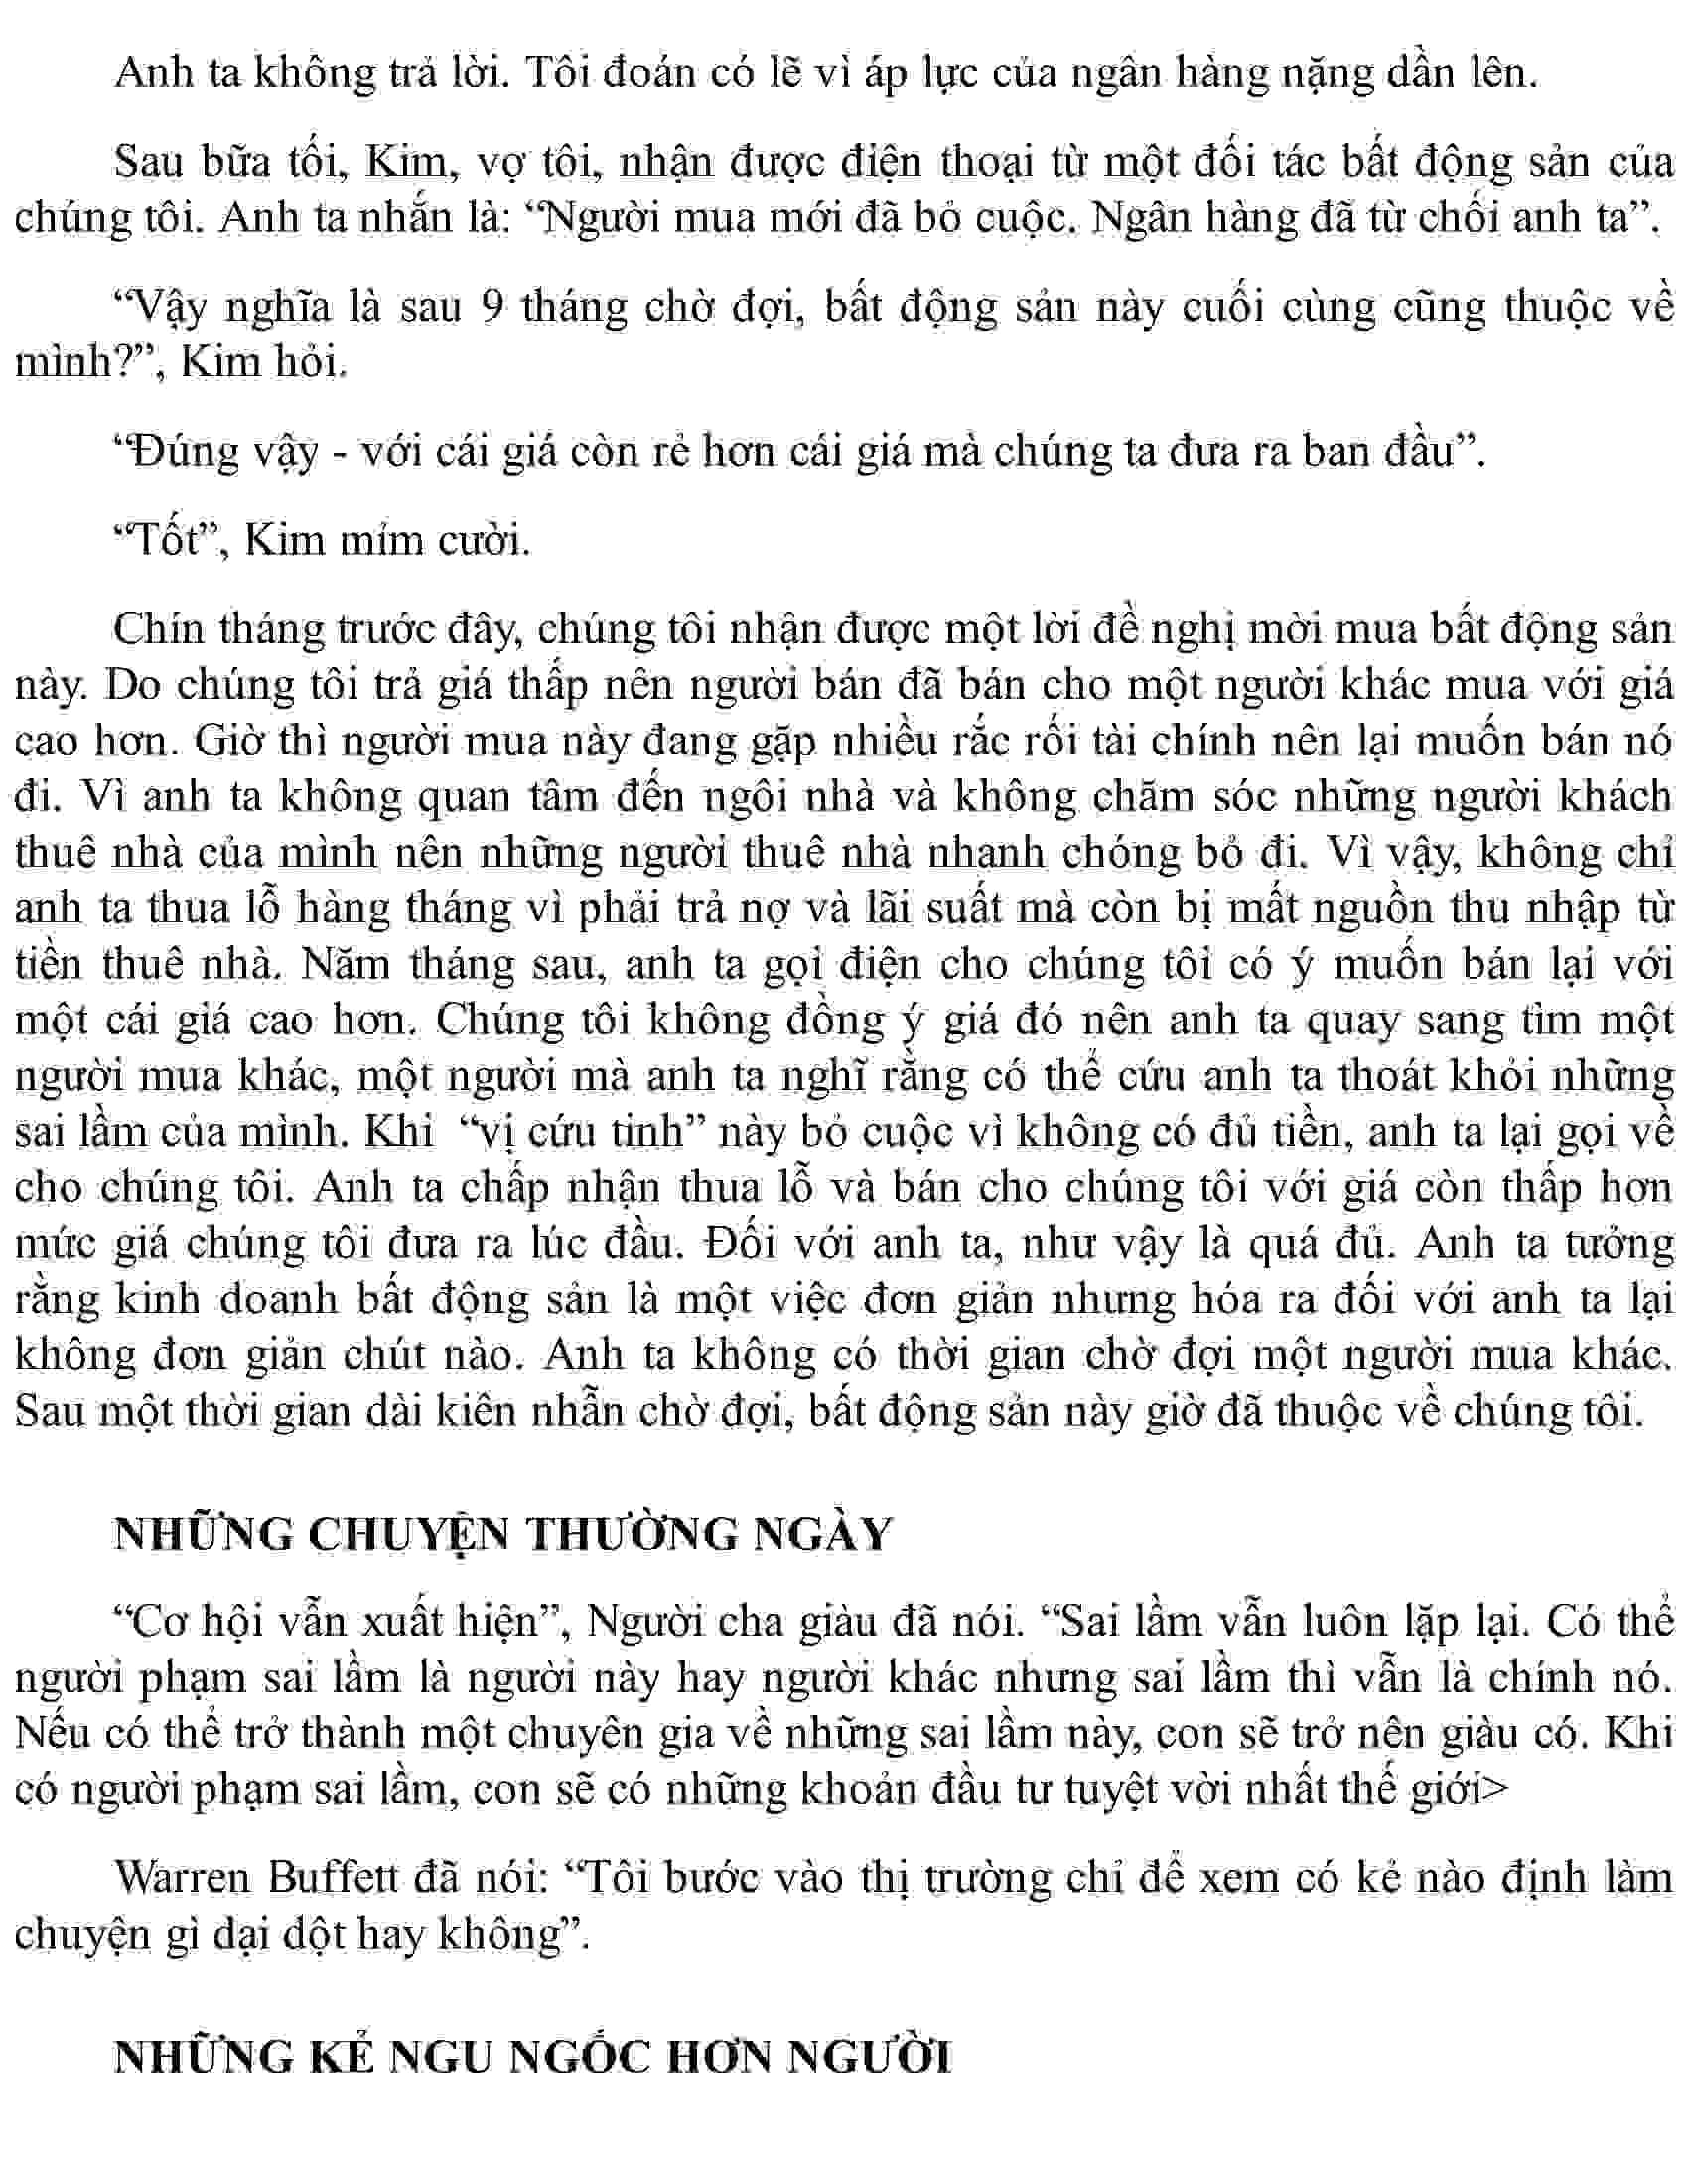 Anh ta không trả lời. Tôi đoán có lẽ vì áp lực của ngân hàng nặng dần lên.
Sau bữa tối, Kim, vợ tôi, nhận được điện thoại từ một đối tác bất động sản của
chúng tôi. Anh ta nhắn là: “Người mua mới đã bỏ cuộc. Ngân hàng đã từ chối anh ta”.
“Vậy nghĩa là sau 9 tháng chờ đợi, bất động sản này cuối cùng cũng thuộc về
mình?”, Kim hỏi.
“Đúng vậy - với cái giá còn rẻ hơn cái giá mà chúng ta đưa ra ban đầu”.
“Tốt”, Kim mỉm cười.
Chín tháng trước đây, chúng tôi nhận được một lời đề nghị mời mua bất động sản
này. Do chúng tôi trả giá thấp nên người bán đã bán cho một người khác mua với giá
cao hơn. Giờ thì người mua này đang gặp nhiều rắc rối tài chính nên lại muốn bán nó
đi. Vì anh ta không quan tâm đến ngôi nhà và không chăm sóc những người khách
thuê nhà của mình nên những người thuê nhà nhanh chóng bỏ đi. Vì vậy, không chỉ
anh ta thua lỗ hàng tháng vì phải trả nợ và lãi suất mà còn bị mất nguồn thu nhập từ
tiền thuê nhà. Năm tháng sau, anh ta gọi điện cho chúng tôi có ý muốn bán lại với
một cái giá cao hơn. Chúng tôi không đồng ý giá đó nên anh ta quay sang tìm một
người mua khác, một người mà anh ta nghĩ rằng có thể cứu anh ta thoát khỏi những
sai lầm của mình. Khi “vị cứu tinh” này bỏ cuộc vì không có đủ tiền, anh ta lại gọi về
cho chúng tôi. Anh ta chấp nhận thua lỗ và bán cho chúng tôi với giá còn thấp hơn
mức giá chúng tôi đưa ra lúc đầu. Đối với anh ta, như vậy là quá đủ. Anh ta tưởng
rằng kinh doanh bất động sản là một việc đơn giản nhưng hóa ra đối với anh ta lại
không đơn giản chút nào. Anh ta không có thời gian chờ đợi một người mua khác.
Sau một thời gian dài kiên nhẫn chờ đợi, bất động sản này giờ đã thuộc về chúng tôi.
NHỮNG CHUYỆN THƯỜNG NGÀY
“Cơ hội vẫn xuất hiện”, Người cha giàu đã nói. “Sai lầm vẫn luôn lặp lại. Có thể
người phạm sai lầm là người này hay người khác nhưng sai lầm thì vẫn là chính nó.
Nếu có thể trở thành một chuyên gia về những sai lầm này, con sẽ trở nên giàu có. Khi
có người phạm sai lầm, con sẽ có những khoản đầu tư tuyệt vời nhất thế giới>
Warren Buffett đã nói: “Tôi bước vào thị trường chỉ để xem có kẻ nào định làm
chuyện gì dại dột hay không”.
NHỮNG KẺ NGU NGỐC HƠN NGƯỜI